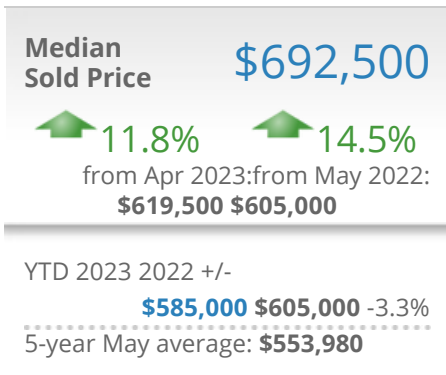 Median
Sold Price
$692,500
11.8%
14.5%
from Apr 2023:from May 2022:
$619,500 $605,000
YTD 2023 2022 +/-
$585,000 $605,000 -3.3%
5-year May average: $553,980